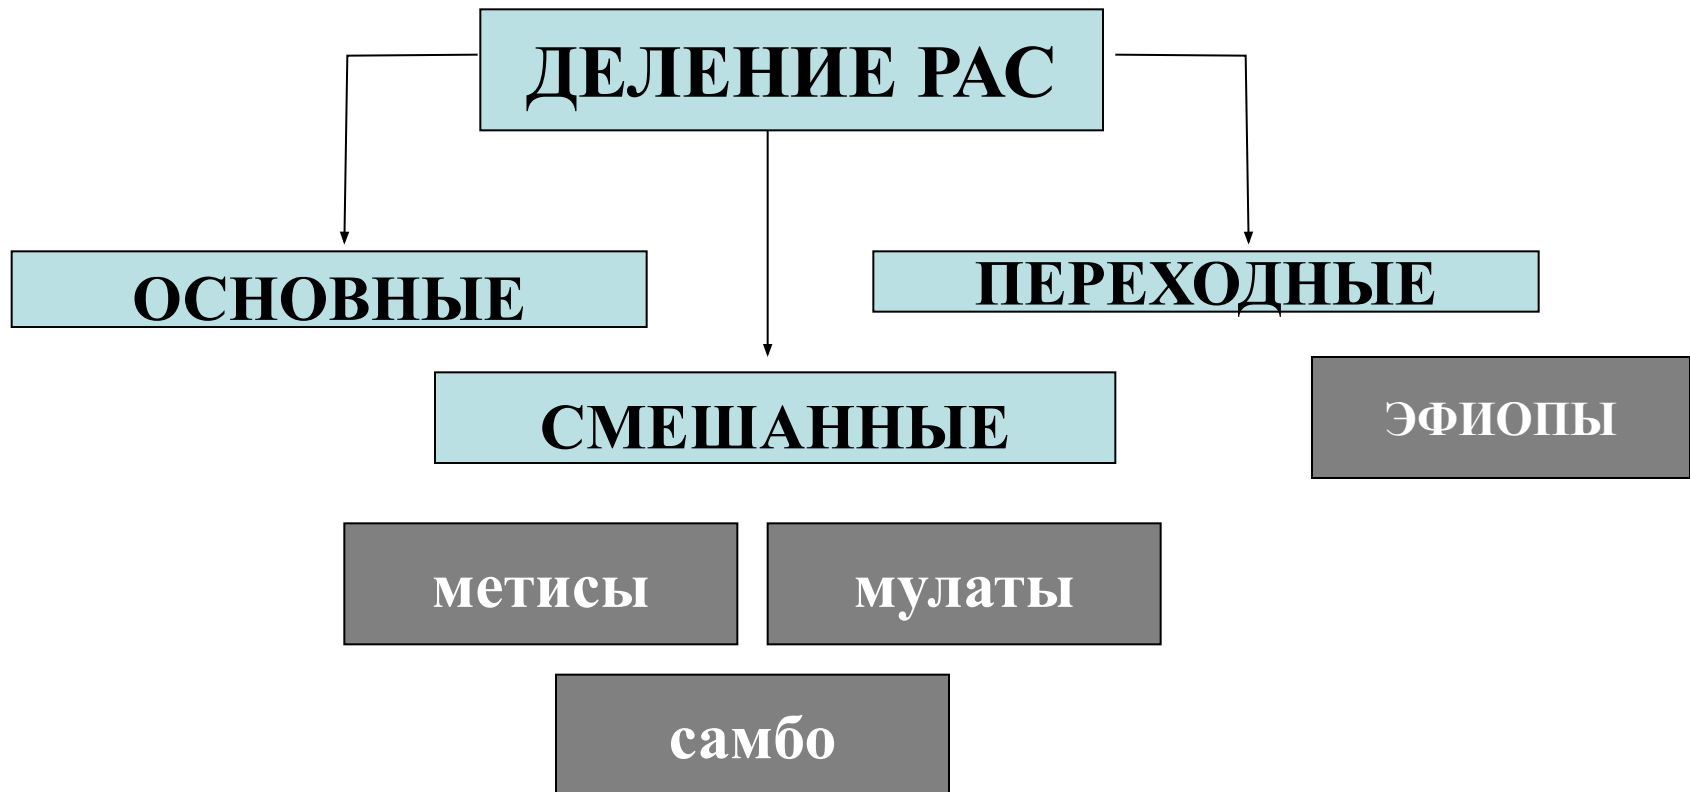 ДЕЛЕНИЕ РАС
ОСНОВНЫЕ
ПЕРЕХОДНЫЕ
СМЕШАННЫЕ
ЭФИОПЫ
метисы
мулаты
самбо